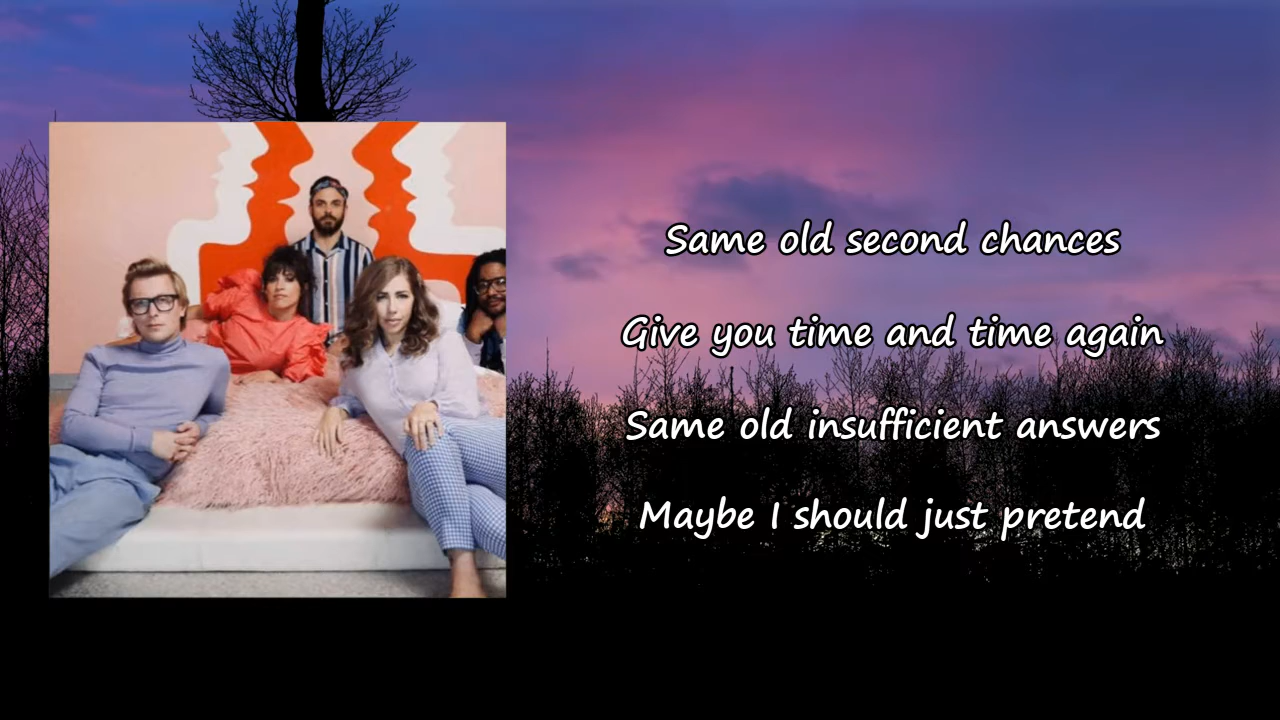 Same old second chances
Give you time and time again
Same old insufficient answers
Maybe I should just pretend